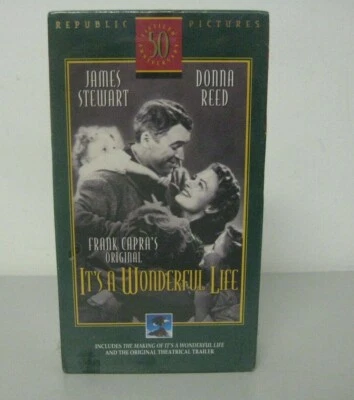 REPUBLIC PICTURES
50
JAMES STEWART
DONNA REED
FRANK CAPRA'S
ORIGINAL
IT'S A WONDERFUL LIFE
INCLUDES THE MAKING OF IT'S A WONDERFUL LIFE
AND THE ORIGINAL THEATRICAL TRAILER